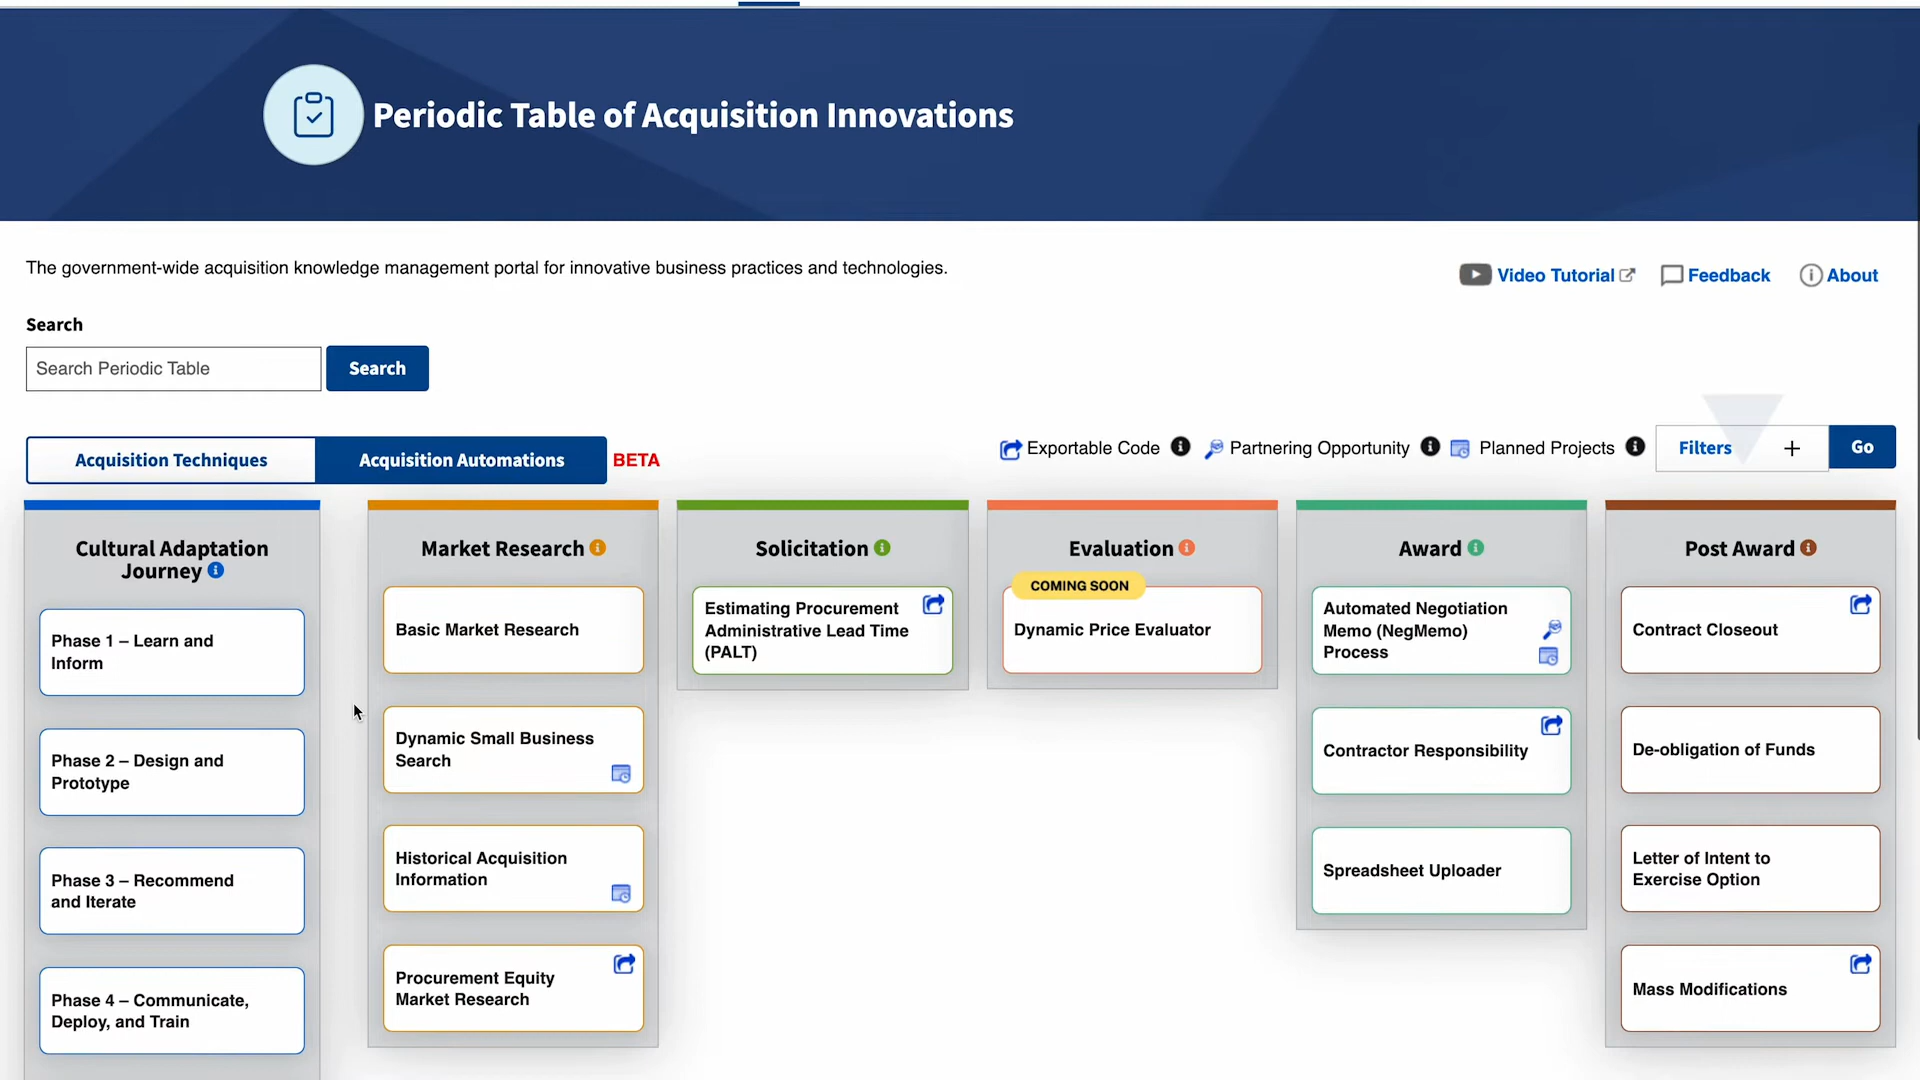 Periodic Table of Acquisition Innovations
The government-wide acquisition knowledge management portal for innovative business practices and technologies.
Video Tutorial
Feedback
About
Search
Search Periodic Table
Search
Acquisition Techniques
Acquisition Automations
BETA
Exportable Code
Partnering Opportunity
Planned Projects
Filters +
Go
Cultural Adaptation
Journey
Phase 1 – Learn and
Inform
Phase 2 – Design and
Prototype
Phase 3 – Recommend
and Iterate
Phase 4 – Communicate,
Deploy, and Train
Market Research
Basic Market Research
Dynamic Small Business
Search
Historical Acquisition
Information
Procurement Equity
Market Research
Solicitation
Estimating Procurement
Administrative Lead Time
(PALT)
Evaluation
COMING SOON
Dynamic Price Evaluator
Award
Automated Negotiation
Memo (NegMemo)
Process
Contractor Responsibility
Spreadsheet Uploader
Post Award
Contract Closeout
De-obligation of Funds
Letter of Intent to
Exercise Option
Mass Modifications